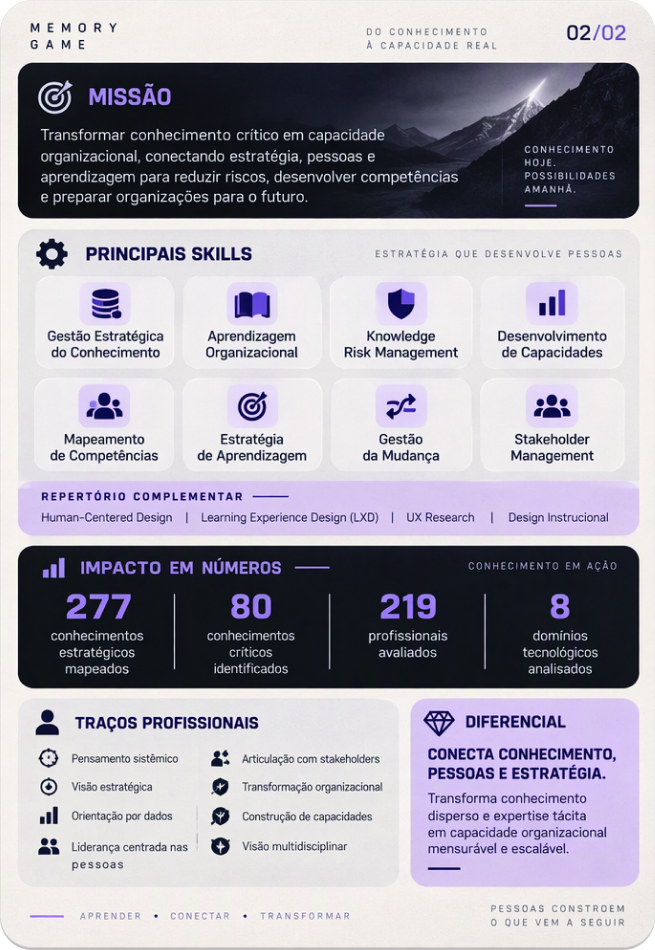 MEMORY
GAME
DO CONHECIMENTO
À CAPACIDADE REAL
02/02
MISSÃO
Transformar conhecimento crítico em capacidade
organizacional, conectando estratégia, pessoas e
aprendizagem para reduzir riscos, desenvolver competências
e preparar organizações para o futuro.
CONHECIMENTO
HOJE.
POSSIBILIDADES
AMANHÃ.
PRINCIPAIS SKILLS
ESTRATÉGIA QUE DESENVOLVE PESSOAS
Gestão Estratégica
do Conhecimento
Aprendizagem
Organizacional
Knowledge
Risk Management
Desenvolvimento
de Capacidades
Mapeamento
de Competências
Estratégia
de Aprendizagem
Gestão
da Mudança
Stakeholder
Management
REPERTÓRIO COMPLEMENTAR
Human-Centered Design | Learning Experience Design (LXD) | UX Research | Design Instrucional
IMPACTO EM NÚMEROS
CONHECIMENTO EM AÇÃO
277
conhecimentos
estratégicos
mapeados
80
conhecimentos
críticos
identificados
219
profissionais
avaliados
8
domínios
tecnológicos
analisados
TRAÇOS PROFISSIONAIS
Pensamento sistêmico
Visão estratégica
Orientação por dados
Liderança centrada nas
pessoas
Articulação com stakeholders
Transformação organizacional
Construção de capacidades
Visão multidisciplinar
DIFERENCIAL
CONECTA CONHECIMENTO,
PESSOAS E ESTRATÉGIA.
Transforma conhecimento
disperso e expertise tácita
em capacidade organizacional
mensurável e escalável.
APRENDER • CONECTAR • TRANSFORMAR
PESSOAS CONSTROEM
O QUE VEM A SEGUIR